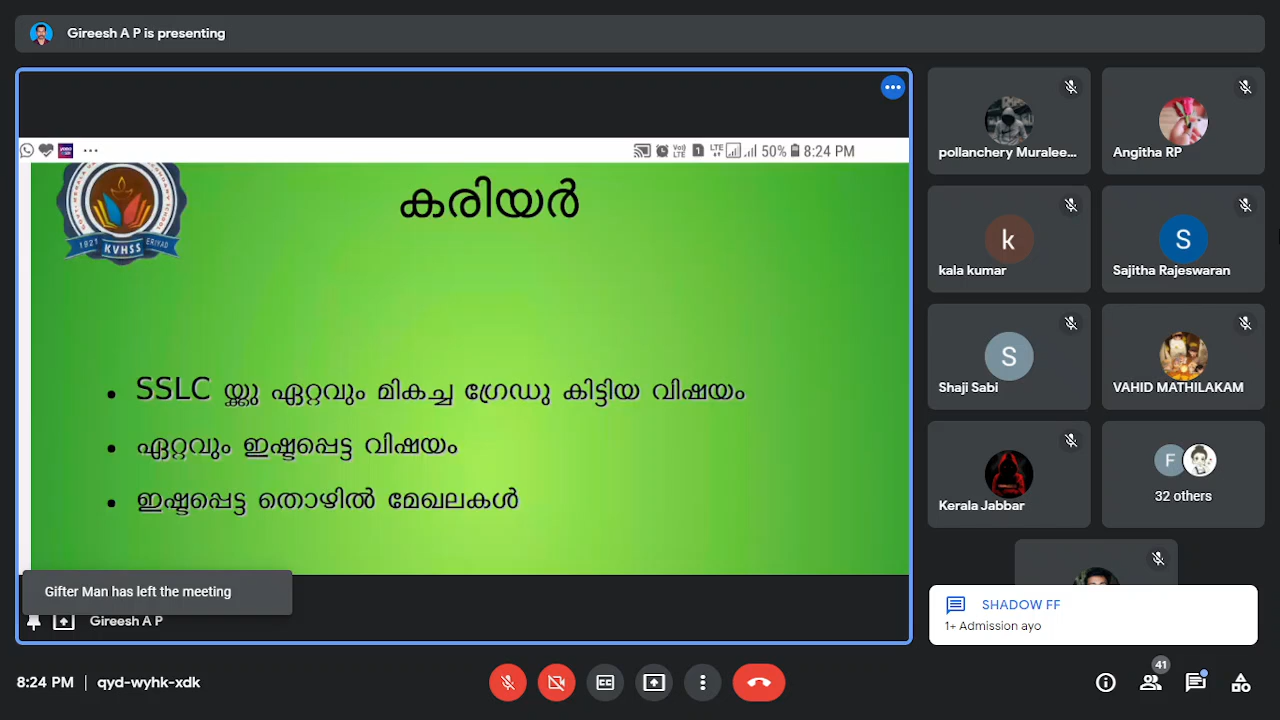 Gireesh A P is presenting
50% 8:24 PM
കരിയർ
1921 KVHSS ERIYAD
• SSLC യ്ക്കു ഏറ്റവും മികച്ച ഗ്രേഡു കിട്ടിയ വിഷയം
• ഏറ്റവും ഇഷ്ടപ്പെട്ട വിഷയം
• ഇഷ്ടപ്പെട്ട തൊഴിൽ മേഖലകൾ
Gifter Man has left the meeting
Gireesh A P
pollanchery Muralee...
Angitha RP
k
kala kumar
S
Sajitha Rajeswaran
S
Shaji Sabi
VAHID MATHILAKAM
Kerala Jabbar
F
32 others
SHADOW FF
1+ Admission ayo
8:24 PM | qyd-wyhk-xdk
CC
41